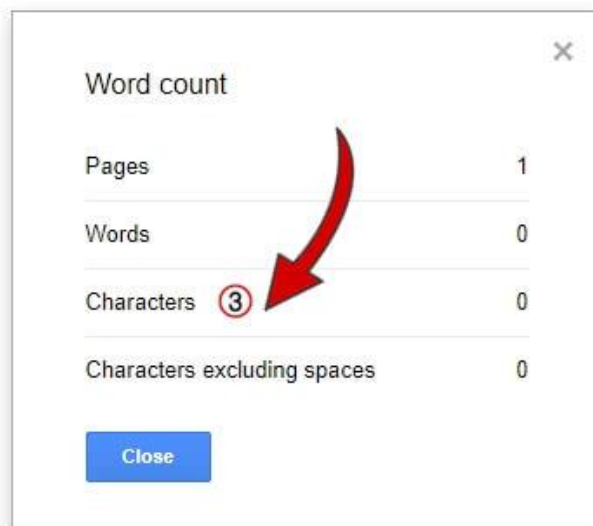 Word count
Pages 1
Words 0
Characters ③ 0
Characters excluding spaces 0
Close